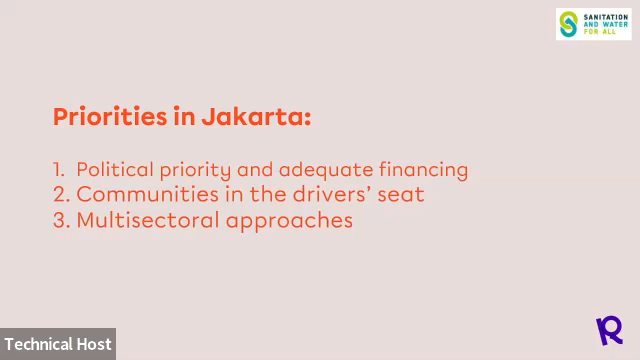 SANITATION
AND WATER
FOR ALL
Priorities in Jakarta:
1. Political priority and adequate financing
2. Communities in the drivers' seat
3. Multisectoral approaches
R
Technical Host